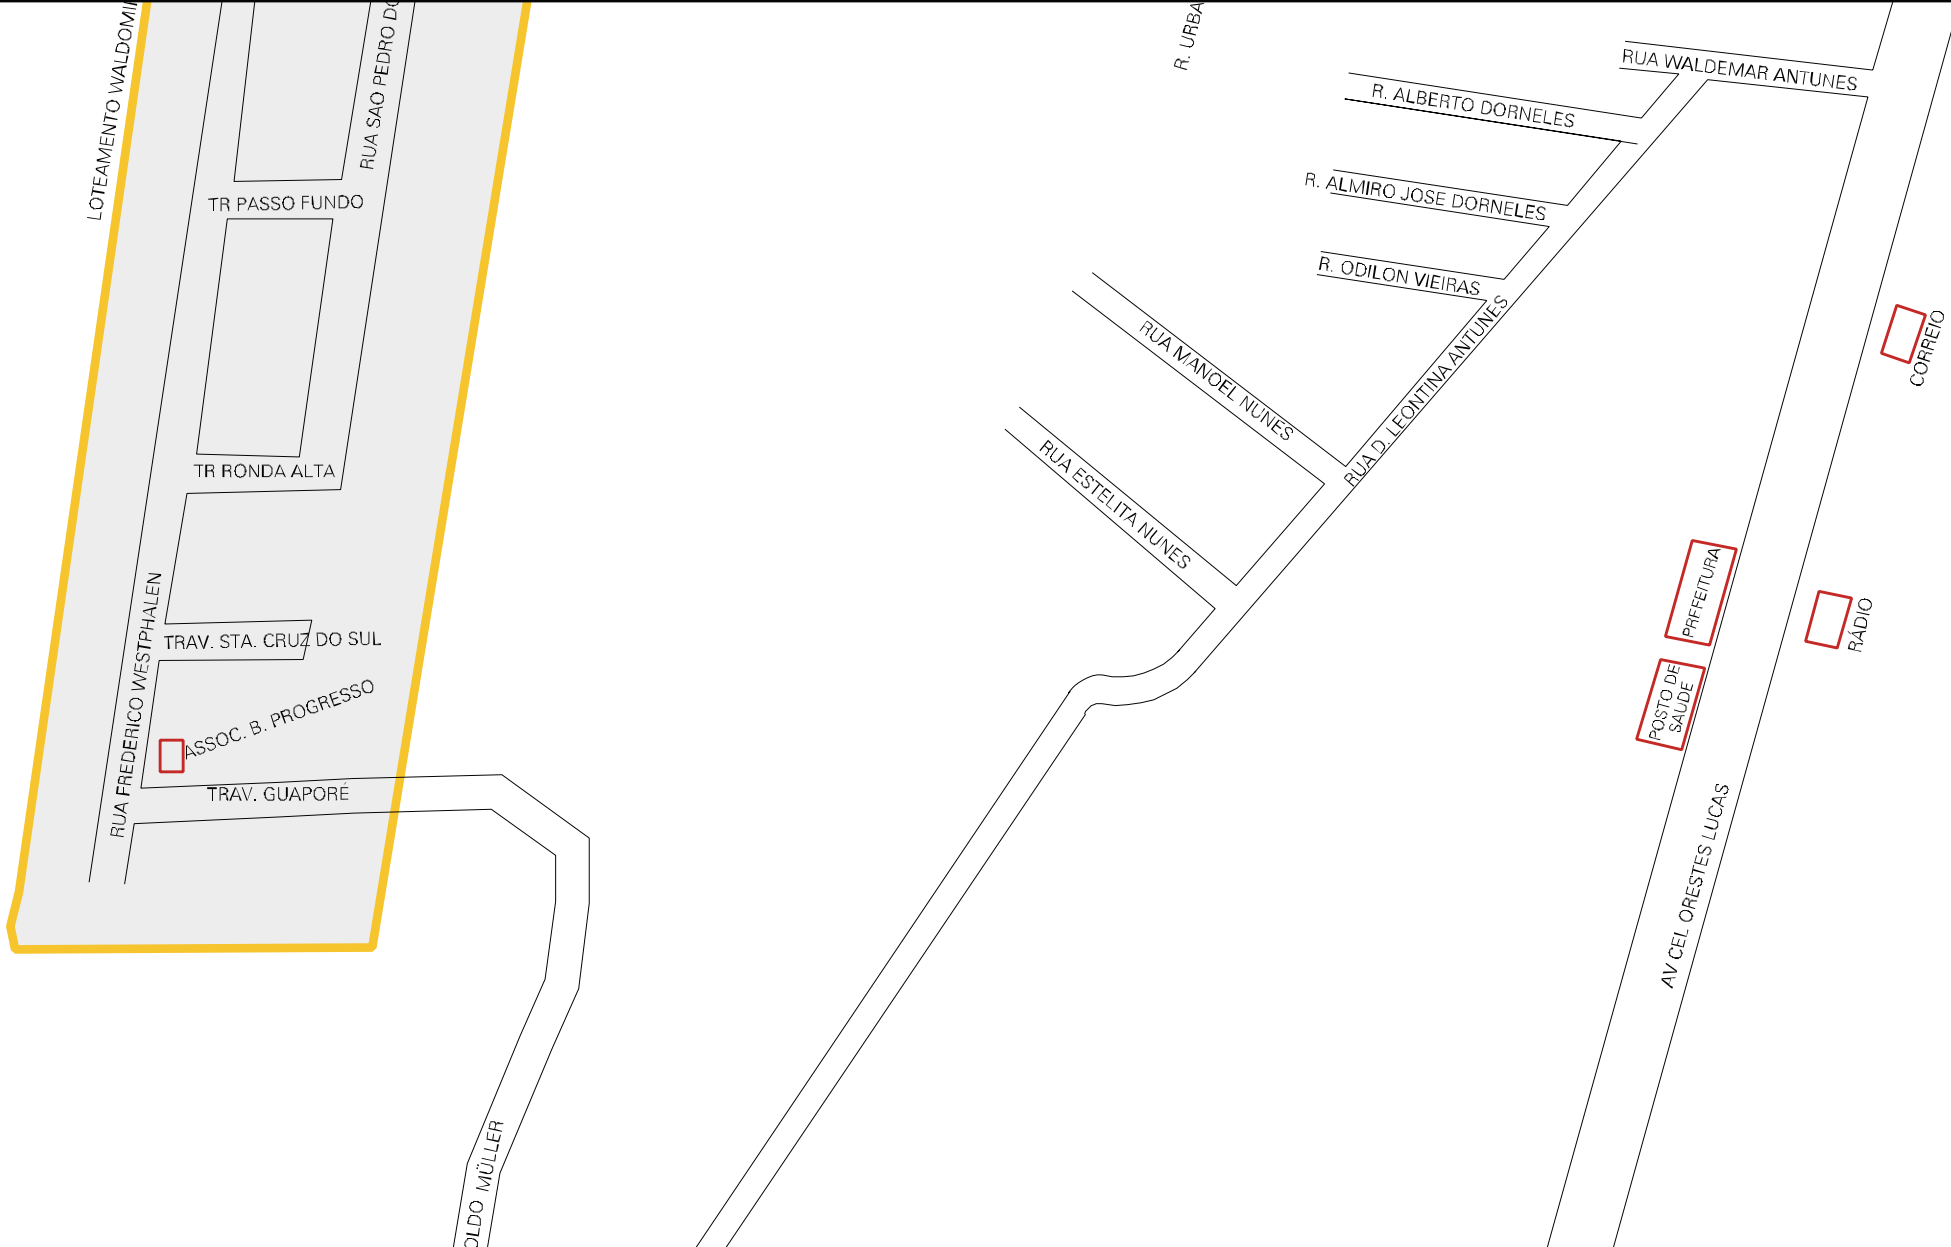 LOTEAMENTO WALDOMI
RUA SAO PEDRO DO
R. URBA
RUA WALDEMAR ANTUNES
R. ALBERTO DORNELES
R. ALMIRO JOSE DORNELES
R. ODILON VIEIRAS
TR PASSO FUNDO
RUA MANOEL NUNES
RUA D. LEONTINA ANTUNES
CORREIO
TR RONDA ALTA
RUA ESTELITA NUNES
PREFEITURA
RÁDIO
RUA FREDERICO WESTPHALEN
TRAV. STA. CRUZ DO SUL
POSTO DE
SAUDE
ASSOC. B. PROGRESSO
TRAV. GUAPORÉ
AV CEL ORESTES LUCAS
OLDO MÜLLER